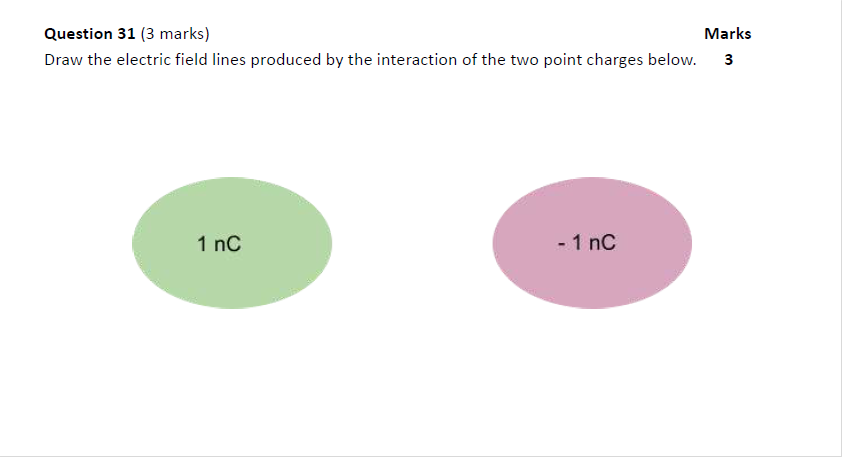 Question 31 (3 marks) Marks
Draw the electric field lines produced by the interaction of the two point charges below. 3
1 nC - 1 nC